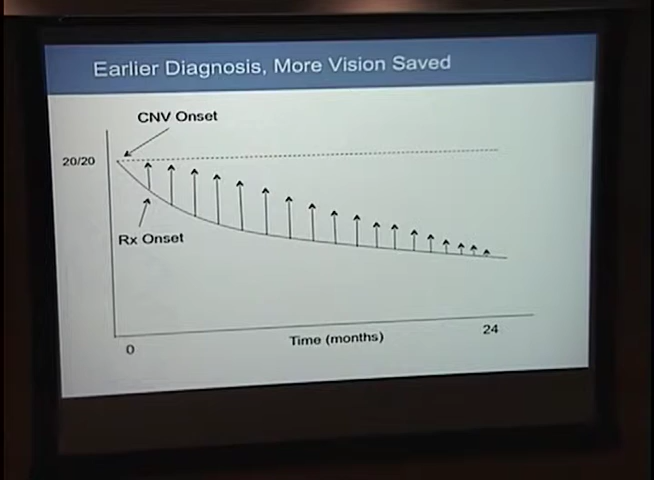 Earlier Diagnosis, More Vision Saved
CNV Onset
20/20
Rx Onset
Time (months)
0
24